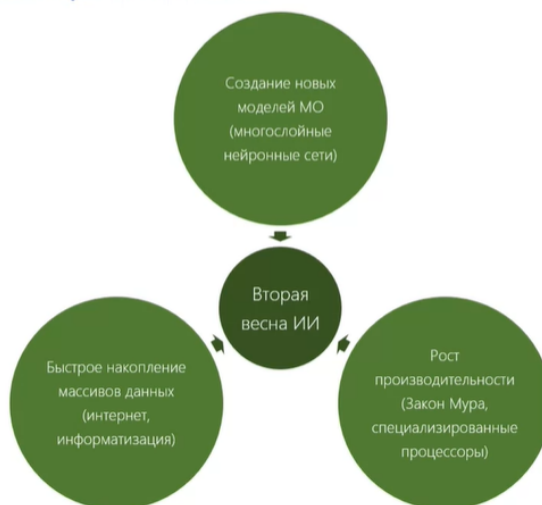 Создание новых
моделей МО
(многослойные
нейронные сети)
Вторая
весна ИИ
Быстрое накопление
массивов данных
(интернет,
информатизация)
Рост
производительности
(Закон Мура,
специализированные
процессоры)